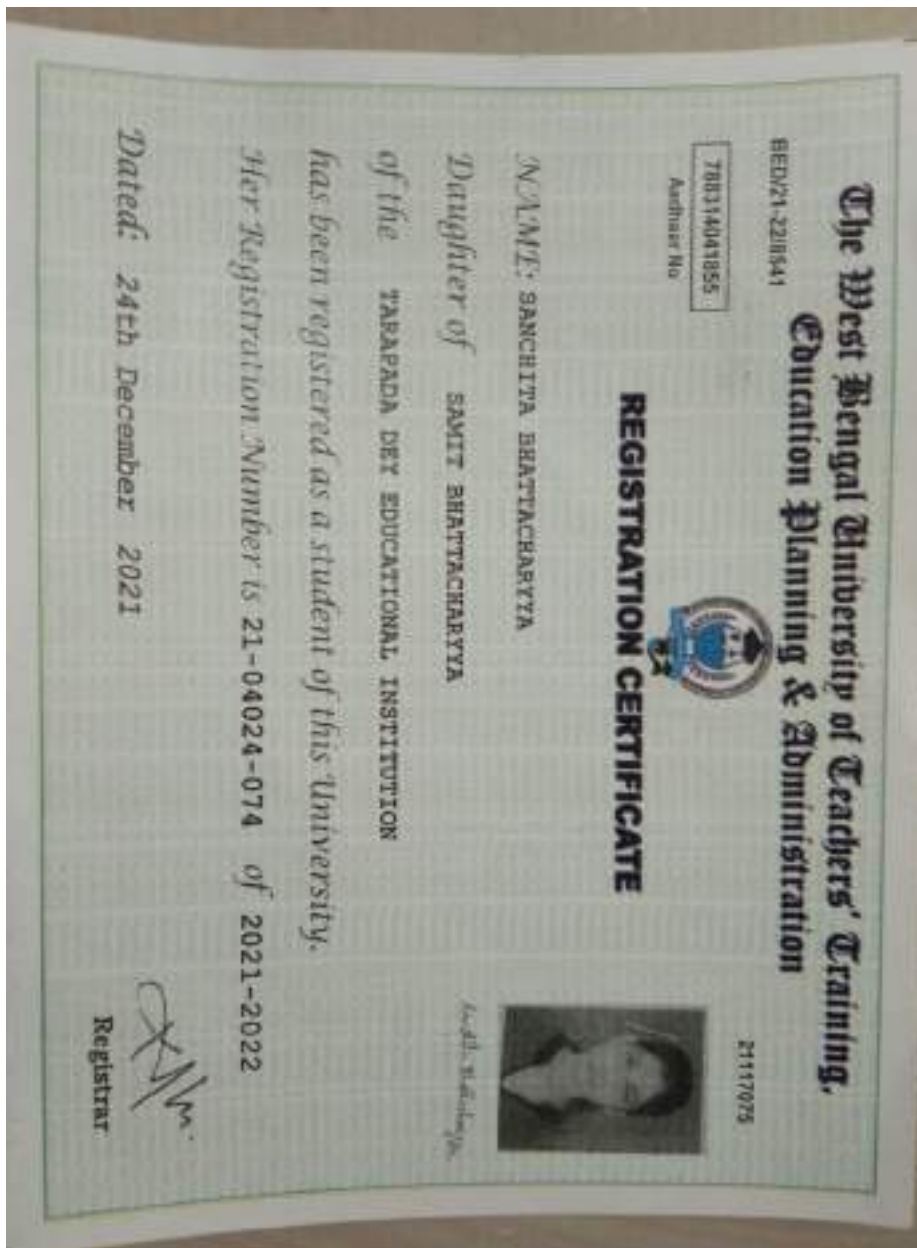 The West Bengal University of Teachers' Training,
Education Planning & Administration
BED/21-22/8541
21117075
788314041855
Aadhaar No
REGISTRATION CERTIFICATE
NAME: SANCHITA BHATTACHARYYA
Daughter of SAMIT BHATTACHARYYA
of the TARAPADA DEY EDUCATIONAL INSTITUTION
has been registered as a student of this University.
Her Registration Number is 21-04024-074 of 2021-2022
Dated: 24th December 2021
Registrar